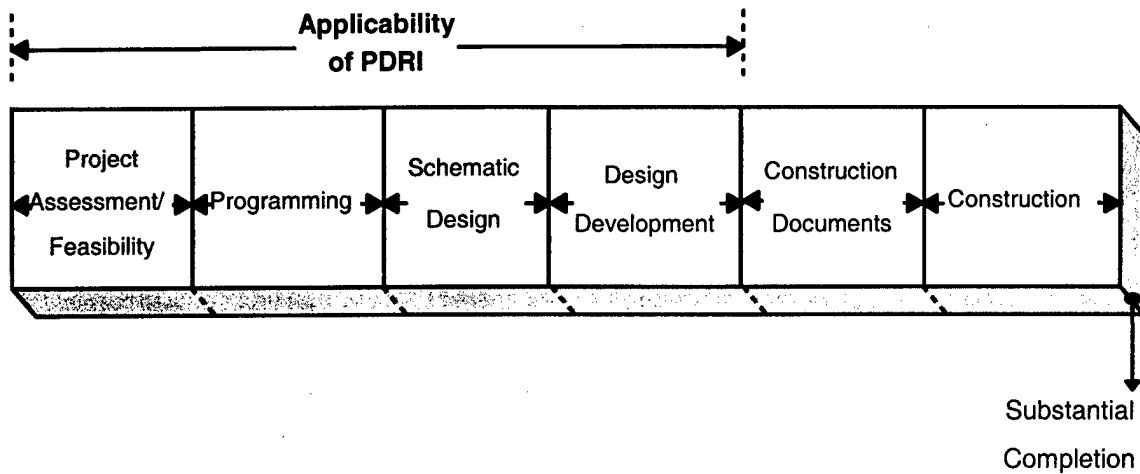 Applicability
of PDRI
Project
Assessment/
Feasibility
Programming
Schematic
Design
Design
Development
Construction
Documents
Construction
Substantial
Completion